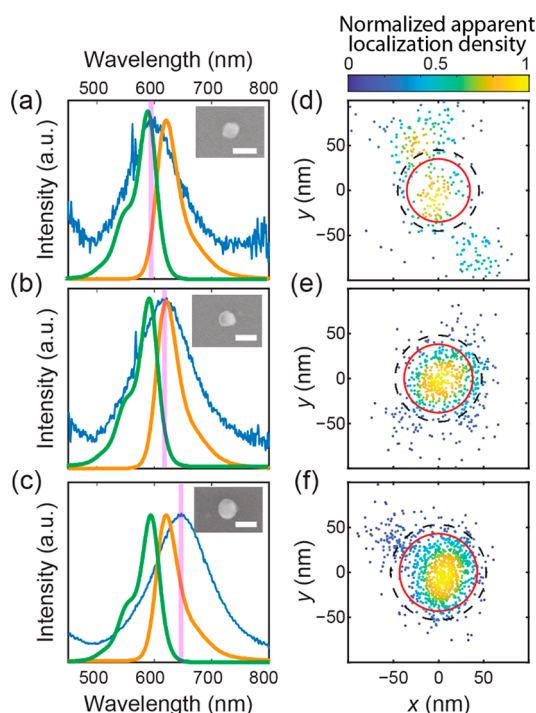 Normalized apparent
localization density
Wavelength (nm)
0 0.5 1
500 600 700 800
(a)
Intensity (a.u.)
(d)
y (nm)
50
0
−50
(b)
Intensity (a.u.)
(e)
y (nm)
50
0
−50
(c)
Intensity (a.u.)
(f)
y (nm)
50
0
−50
500 600 700 800
Wavelength (nm)
−50 0 50
x (nm)